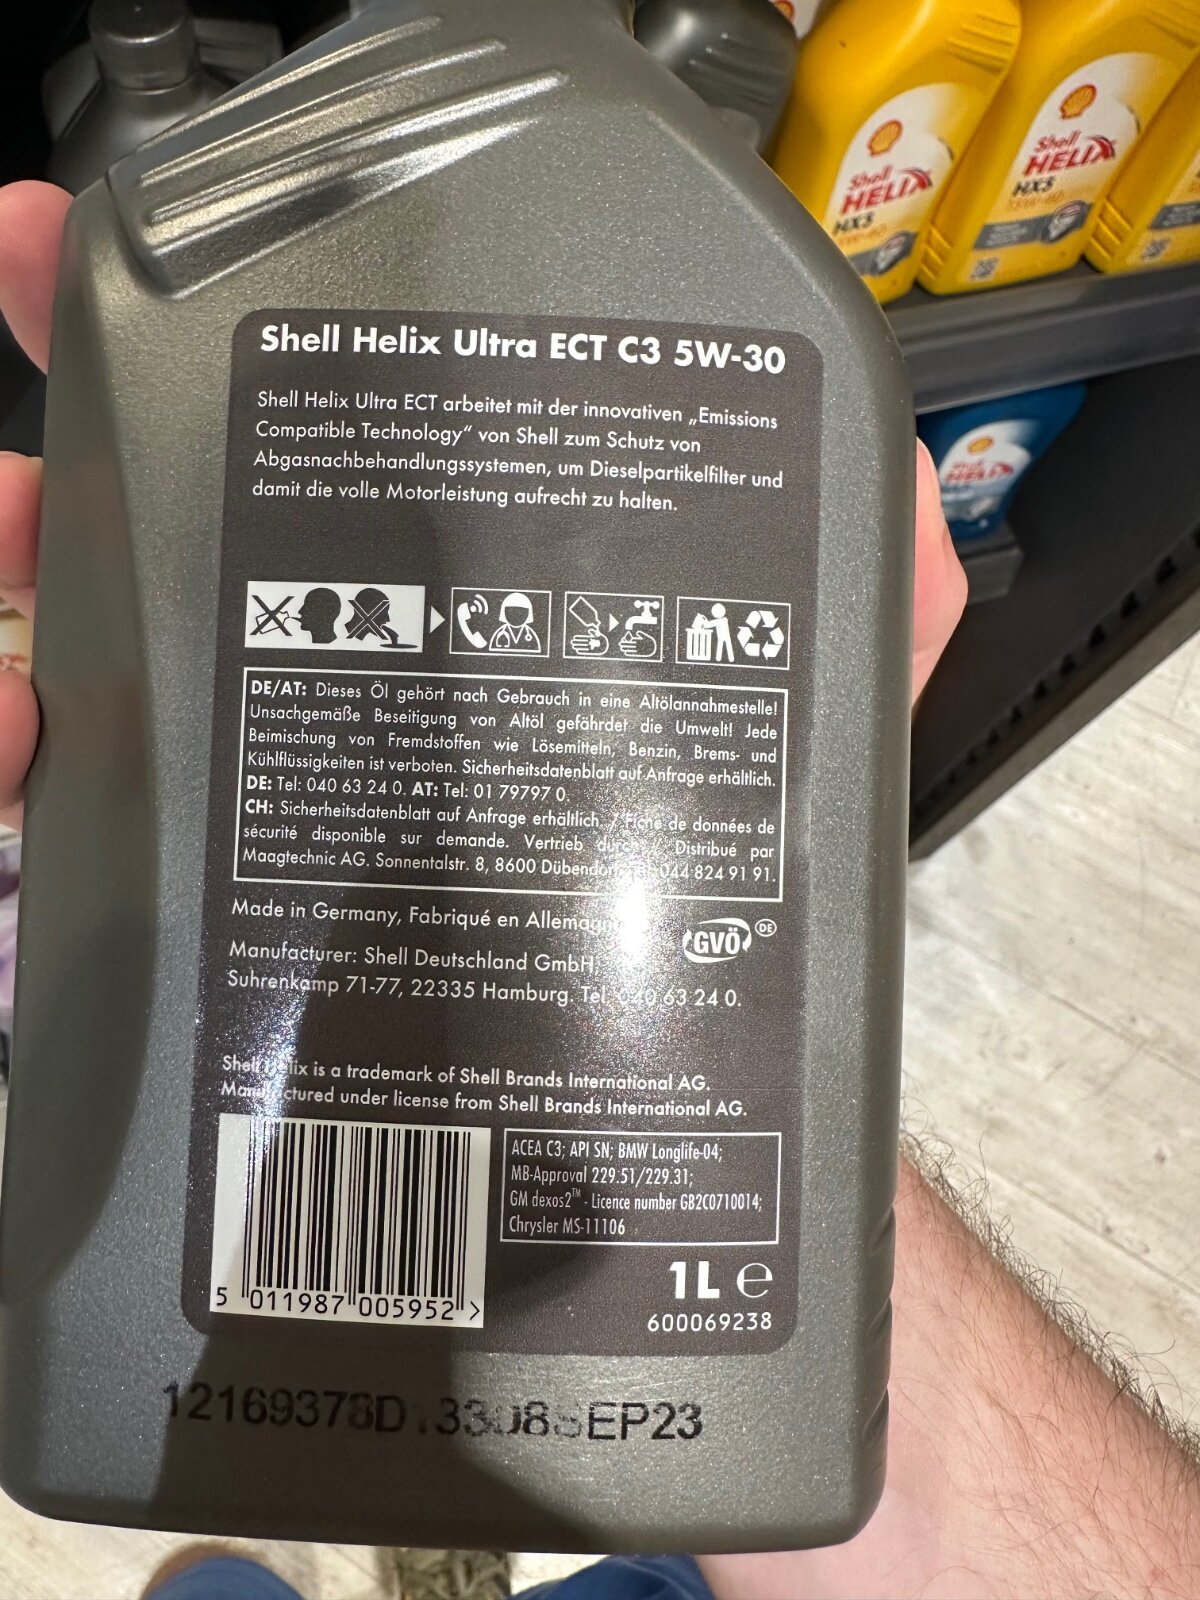 Shell
HELIX
HX3
Shell
HELIX
HX3
Shell Helix Ultra ECT C3 5W-30
Shell Helix Ultra ECT arbeitet mit der innovativen „Emissions
Compatible Technology“ von Shell zum Schutz von
Abgasnachbehandlungssystemen, um Dieselpartikelfilter und
damit die volle Motorleistung aufrecht zu halten.
DE/AT: Dieses Öl gehört nach Gebrauch in eine Altölannahmestelle!
Unsachgemäße Beseitigung von Altöl gefährdet die Umwelt! Jede
Beimischung von Fremdstoffen wie Lösemitteln, Benzin, Brems- und
Kühlflüssigkeiten ist verboten. Sicherheitsdatenblatt auf Anfrage erhältlich.
DE: Tel: 040 63 24 0. AT: Tel: 01 79797 0.
CH: Sicherheitsdatenblatt auf Anfrage erhältlich. / Fiche de données de
sécurité disponible sur demande. Vertrieb durch / Distribué par
Maagtechnic AG. Sonnentalstr. 8, 8600 Dübendorf. 044 824 91 91.
Made in Germany, Fabriqué en Allemagne
GVÖ DE
Manufacturer: Shell Deutschland GmbH,
Suhrenkamp 71-77, 22335 Hamburg. Tel. 040 63 24 0.
Shell Helix is a trademark of Shell Brands International AG.
Manufactured under license from Shell Brands International AG.
ACEA C3; API SN; BMW Longlife-04;
MB-Approval 229.51/229.31;
GM dexos2™ - Licence number GB2C0710014;
Chrysler MS-11106
5 011987 005952 >
1L e
600069238
12169378D SEP23